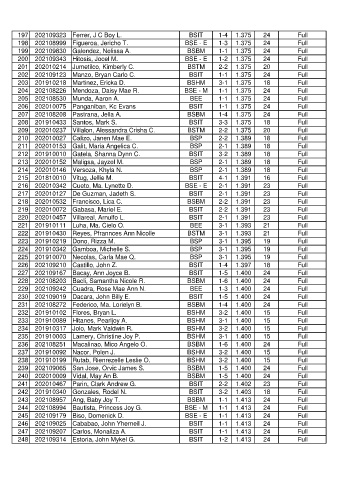 197 202109323 Ferrer, J C Boy L. BSIT 1-4 1.375 24 Full
198 202108999 Figueroa, Jericho T. BSE - E 1-3 1.375 24 Full
199 202109830 Galendez, Nelissa A. BSBM 1-1 1.375 24 Full
200 202109343 Hitosis, Jocel M. BSE - E 1-2 1.375 24 Full
201 202010214 Jumetilco, Kimberly C. BSTM 2-2 1.375 20 Full
202 202109123 Manzo, Bryan Carlo C. BSIT 1-1 1.375 24 Full
203 201910218 Martinez, Ericka D. BSHM 3-1 1.375 18 Full
204 202108226 Mendoza, Daisy Mae R. BSE - M 1-1 1.375 24 Full
205 202108530 Munda, Aaron A. BEE 1-1 1.375 24 Full
206 202010075 Panganiban, Kc Evans BSIT 1-1 1.375 24 Full
207 202108208 Pastrana, Jella A. BSBM 1-4 1.375 24 Full
208 201910433 Santos, Mark S. BSIT 3-3 1.375 18 Full
209 202010237 Villalon, Alessandra Crisha C. BSTM 2-2 1.375 20 Full
210 202010027 Calizo, Jaren Mae E. BSP 2-2 1.389 18 Full
211 202010153 Gali, Maria Angelica C. BSP 2-1 1.389 18 Full
212 201910010 Gatela, Shanna Dynn C. BSIT 3-2 1.389 18 Full
213 202010152 Maligsa, Jayzel M. BSP 2-1 1.389 18 Full
214 202010146 Versoza, Khyla N. BSP 2-1 1.389 18 Full
215 201810010 Vitug, Jellie M. BSIT 4-1 1.391 16 Full
216 202010342 Cueto, Ma. Lynette D. BSE - E 2-1 1.391 23 Full
217 202010127 De Guzman, Jadeth S. BSIT 2-1 1.391 23 Full
218 202010532 Francisco, Lica C. BSBM 2-2 1.391 23 Full
219 202010072 Gabasa, Mariel E. BSIT 2-1 1.391 23 Full
220 202010457 Villareal, Arnulfo L. BSIT 2-1 1.391 23 Full
221 201910111 Luha, Ma. Cielo O. BEE 3-1 1.393 21 Full
222 201910430 Reyes, Pfrannces Ann Nicolle BSTM 3-1 1.393 21 Full
223 201910219 Dono, Rizza M. BSP 3-1 1.395 19 Full
224 201910342 Gamboa, Michelle S. BSP 3-1 1.395 19 Full
225 201910070 Necolas, Carla Mae Q. BSP 3-1 1.395 19 Full
226 202109210 Castillo, John Z. BSIT 1-4 1.397 18 Full
227 202109167 Bacay, Ann Joyce B. BSIT 1-5 1.400 24 Full
228 202108203 Bacli, Samantha Nicole R. BSBM 1-6 1.400 24 Full
229 202109242 Cuadra, Rose Mae Ann N. BEE 1-3 1.400 24 Full
230 202109019 Dacara, John Billy E. BSIT 1-5 1.400 24 Full
231 202108272 Federico, Ma. Lorielyn B. BSBM 1-4 1.400 24 Full
232 201910102 Flores, Bryan L. BSHM 3-2 1.400 15 Full
233 201910089 Hitanes, Pearljoy A. BSHM 3-1 1.400 15 Full
234 201910317 Jolo, Mark Valdwin R. BSHM 3-2 1.400 15 Full
235 201910003 Lamery, Christine Joy P. BSHM 3-1 1.400 15 Full
236 202108251 Macalinao, Mico Angelo O. BSBM 1-6 1.400 24 Full
237 201910092 Nacor, Polen J. BSHM 3-2 1.400 15 Full
238 201910199 Rubab, Rienrezelle Leslie O. BSHM 3-2 1.400 15 Full
239 202109065 San Jose, Orvic James S. BSBM 1-5 1.400 24 Full
240 202010009 Vidal, May An B. BSBM 1-5 1.400 24 Full
241 202010467 Parin, Clark Andrew G. BSIT 2-2 1.402 23 Full
242 201910340 Gonzales, Rodel N. BSIT 3-2 1.403 18 Full
243 202108957 Ang, Baby Joy T. BSBM 1-1 1.413 24 Full
244 202108994 Bautista, Princess Joy G. BSE - M 1-1 1.413 24 Full
245 202109179 Biso, Domenick D. BSE - E 1-1 1.413 24 Full
246 202109025 Cababao, John Yhernell J. BSIT 1-1 1.413 24 Full
247 202109207 Carlos, Monaliza A. BSIT 1-1 1.413 24 Full
248 202109314 Estoria, John Mykel G. BSIT 1-2 1.413 24 Full